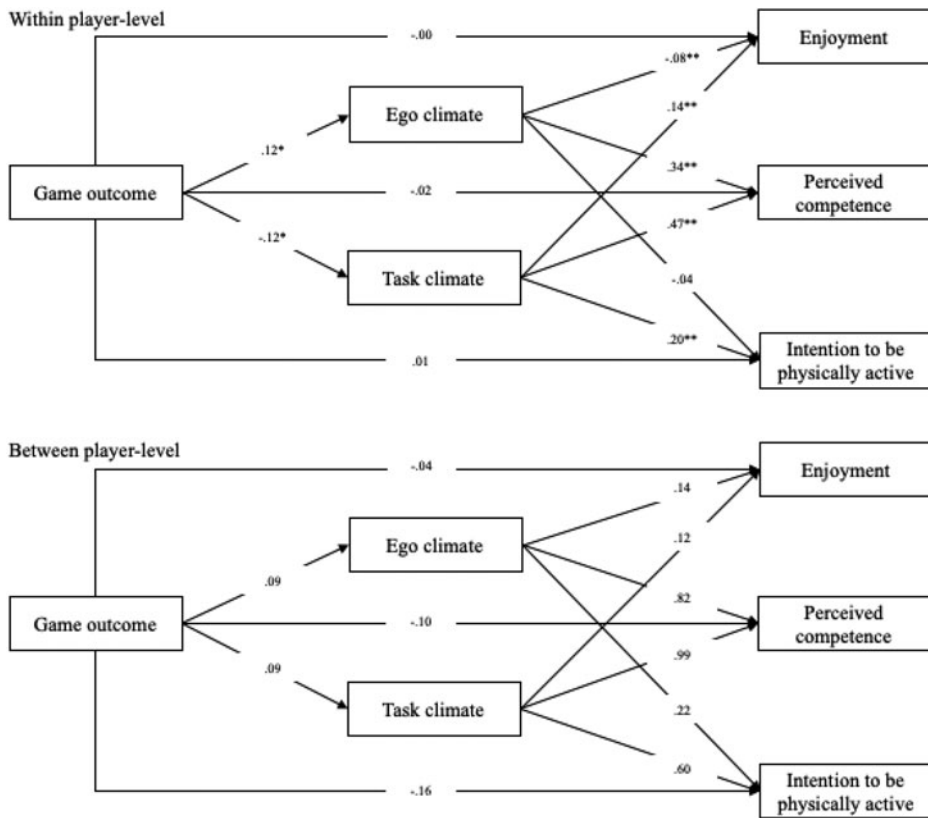 Within player-level
-.00
Enjoyment
-.08**
.14**
Ego climate
.12*
.34**
Game outcome
-.02
Perceived
competence
.47**
-.12*
Task climate
-.04
.20**
.01
Intention to be
physically active
Between player-level
-.04
Enjoyment
.14
.12
Ego climate
.09
.82
Game outcome
-.10
Perceived
competence
.99
.09
Task climate
.22
.60
-.16
Intention to be
physically active